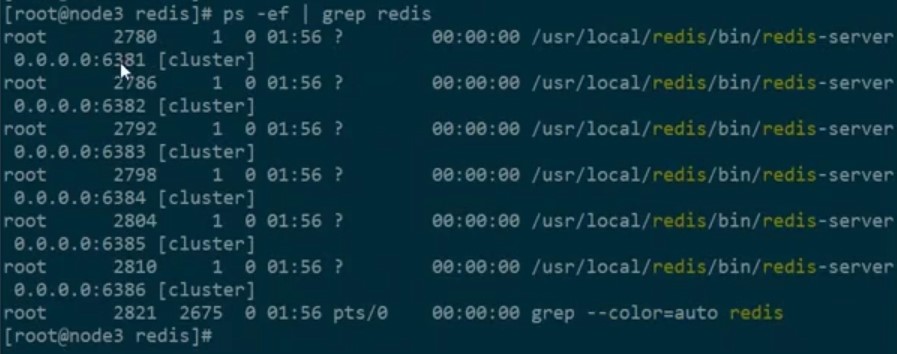 [root@node3 redis]# ps -ef | grep redis
root      2780     1  0 01:56 ?        00:00:00 /usr/local/redis/bin/redis-server
 0.0.0.0:6381 [cluster]
root      2786     1  0 01:56 ?        00:00:00 /usr/local/redis/bin/redis-server
 0.0.0.0:6382 [cluster]
root      2792     1  0 01:56 ?        00:00:00 /usr/local/redis/bin/redis-server
 0.0.0.0:6383 [cluster]
root      2798     1  0 01:56 ?        00:00:00 /usr/local/redis/bin/redis-server
 0.0.0.0:6384 [cluster]
root      2804     1  0 01:56 ?        00:00:00 /usr/local/redis/bin/redis-server
 0.0.0.0:6385 [cluster]
root      2810     1  0 01:56 ?        00:00:00 /usr/local/redis/bin/redis-server
 0.0.0.0:6386 [cluster]
root      2821  2675  0 01:56 pts/0    00:00:00 grep --color=auto redis
[root@node3 redis]#